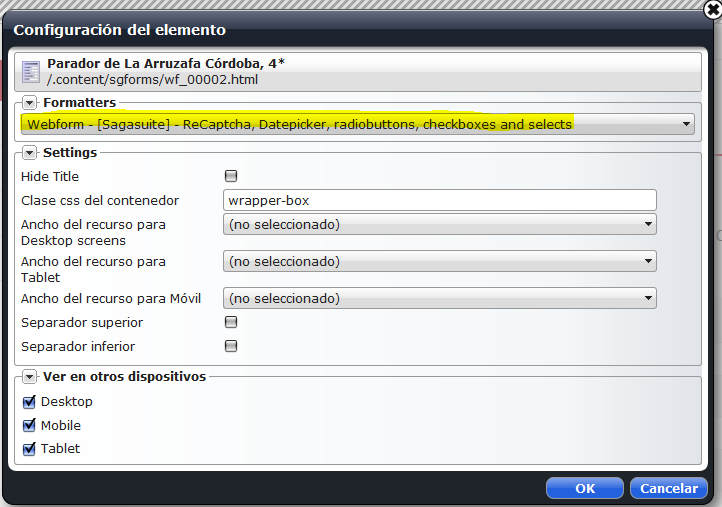 Configuración del elemento
Parador de La Arruzafa Córdoba, 4*
/.content/sgforms/wf_00002.html
Formatters
Webform - [Sagasuite] - ReCaptcha, Datepicker, radiobuttons, checkboxes and selects
Settings
Hide Title
Clase css del contenedor wrapper-box
Ancho del recurso para
Desktop screens (no seleccionado)
Ancho del recurso para
Tablet (no seleccionado)
Ancho del recurso para Móvil (no seleccionado)
Separador superior
Separador inferior
Ver en otros dispositivos
Desktop
Mobile
Tablet
OK Cancelar